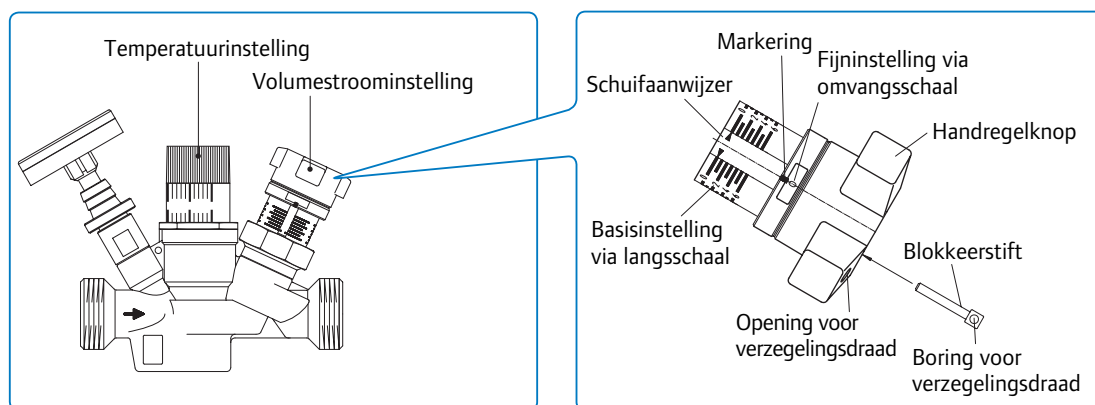 Temperatuurinstelling
Volumestroominstelling
Markering
Fijninstelling via
omvangsschaal
Schuifaanwijzer
Handregelknop
Basisinstelling
via langsschaal
Blokkeerstift
Opening voor
verzegelingsdraad
Boring voor
verzegelingsdraad